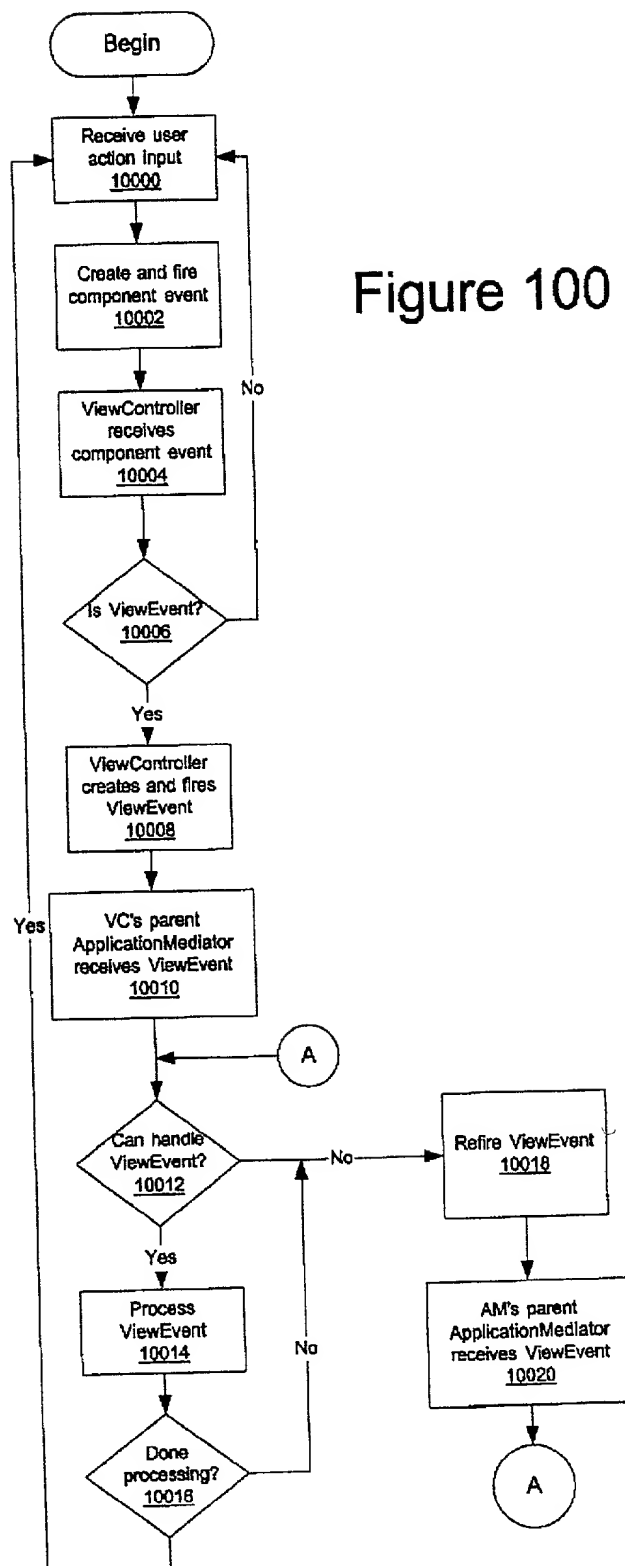 Begin
Receive user
action input
10000
Create and fire
component event
10002
Figure 100
No
ViewController
receives
component event
10004
Is ViewEvent?
10006
Yes
ViewController
creates and fires
ViewEvent
10008
Yes
VC's parent
ApplicationMediator
receives ViewEvent
10010
A
Can handle
ViewEvent?
10012
No
Refire ViewEvent
10018
Yes
Process
ViewEvent
10014
No
AM's parent
ApplicationMediator
receives ViewEvent
10020
Done
processing?
10016
A